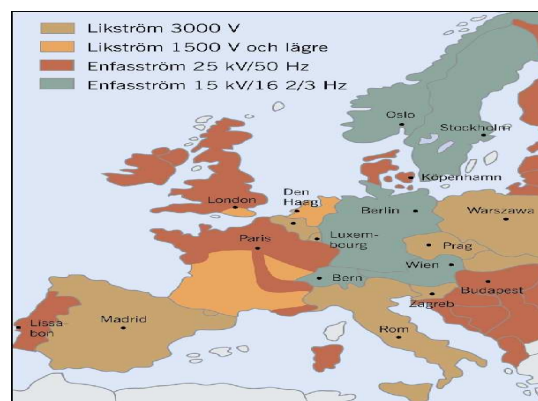 Likström 3000 V
Likström 1500 V och lägre
Enfasström 25 kV/50 Hz
Enfasström 15 kV/16 2/3 Hz
Oslo
Stockholm
Köpenhamn
London
Den
Haag
Berlin
Warszawa
Paris
Luxem-
bourg
Prag
Wien
Bern
Budapest
Zagreb
Lissa-
bon
Madrid
Rom